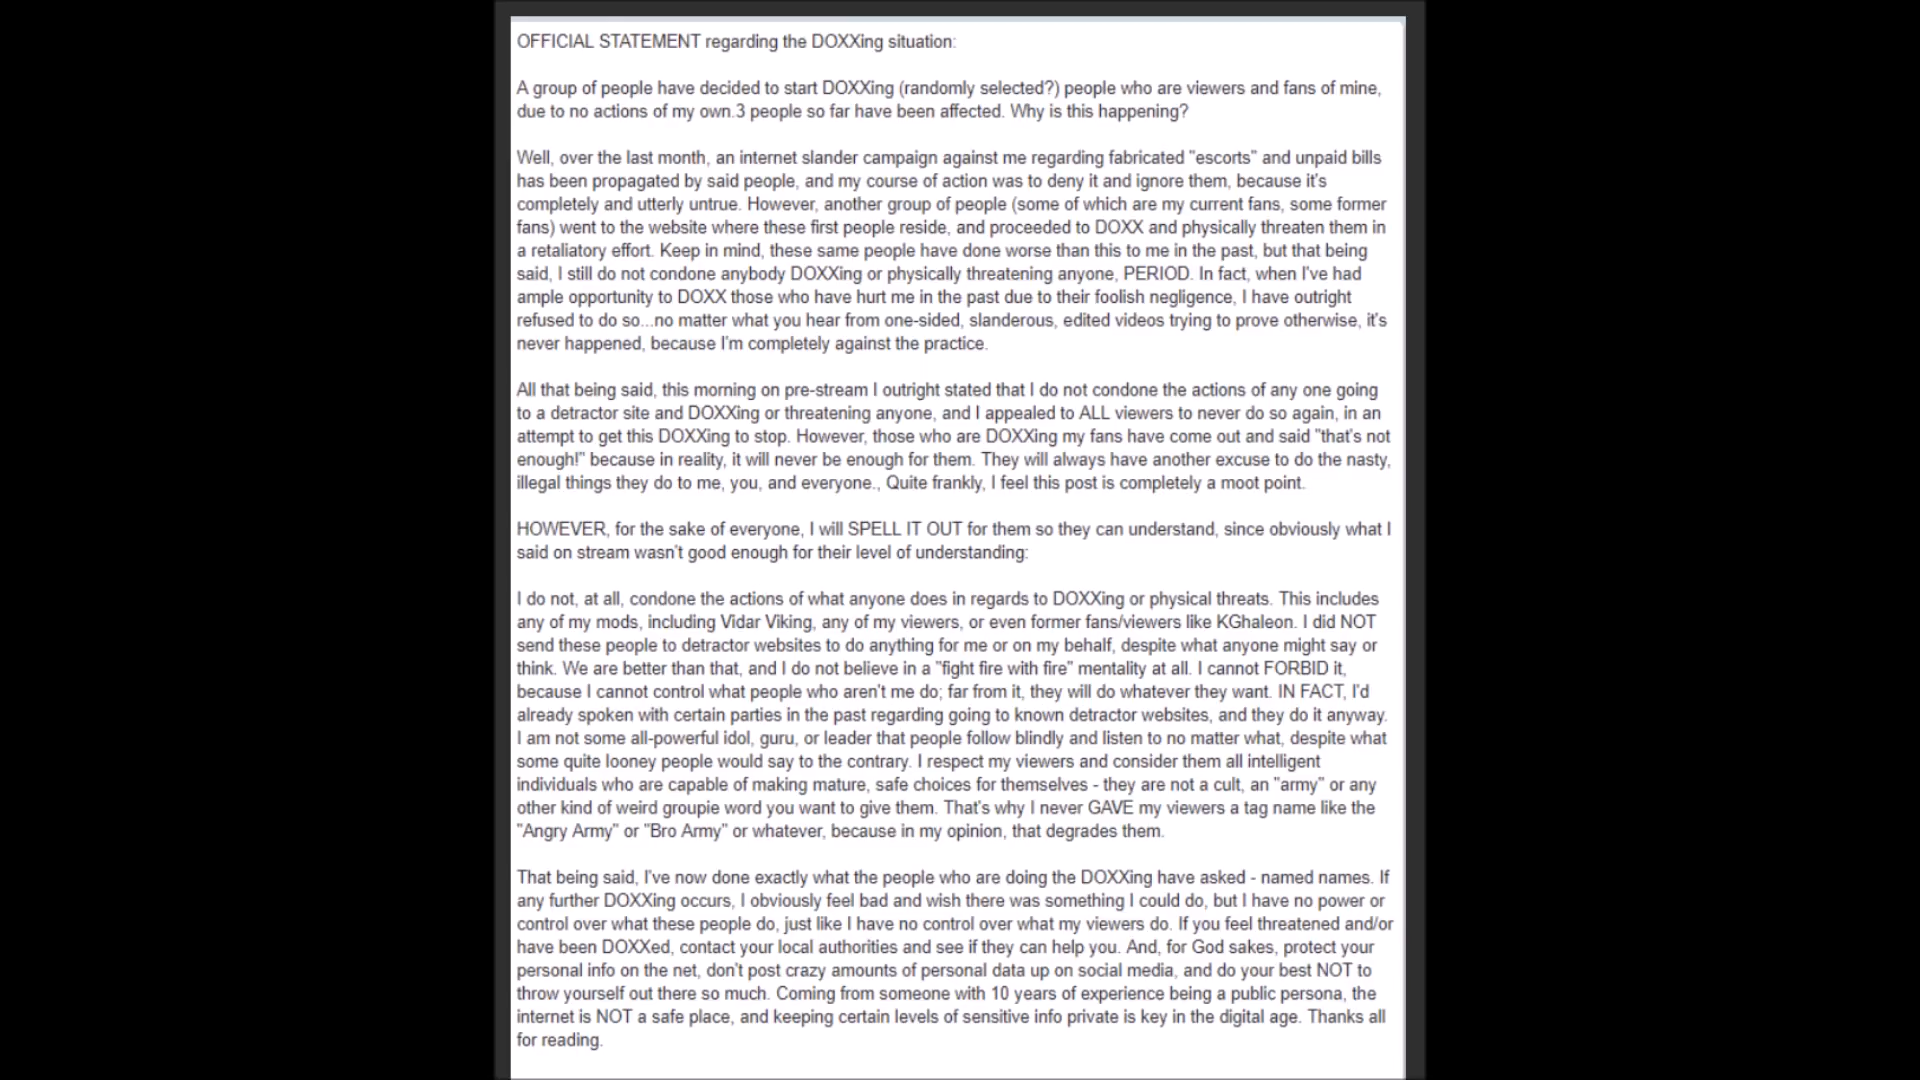 OFFICIAL STATEMENT regarding the DOXXing situation:
A group of people have decided to start DOXXing (randomly selected?) people who are viewers and fans of mine,
due to no actions of my own.3 people so far have been affected. Why is this happening?
Well, over the last month, an internet slander campaign against me regarding fabricated "escorts" and unpaid bills
has been propagated by said people, and my course of action was to deny it and ignore them, because it's
completely and utterly untrue. However, another group of people (some of which are my current fans, some former
fans) went to the website where these first people reside, and proceeded to DOXX and physically threaten them in
a retaliatory effort. Keep in mind, these same people have done worse than this to me in the past, but that being
said, I still do not condone anybody DOXXing or physically threatening anyone, PERIOD. In fact, when I've had
ample opportunity to DOXX those who have hurt me in the past due to their foolish negligence, I have outright
refused to do so...no matter what you hear from one-sided, slanderous, edited videos trying to prove otherwise, it's
never happened, because I'm completely against the practice.
All that being said, this morning on pre-stream I outright stated that I do not condone the actions of any one going
to a detractor site and DOXXing or threatening anyone, and I appealed to ALL viewers to never do so again, in an
attempt to get this DOXXing to stop. However, those who are DOXXing my fans have come out and said "that's not
enough!" because in reality, it will never be enough for them. They will always have another excuse to do the nasty,
illegal things they do to me, you, and everyone., Quite frankly, I feel this post is completely a moot point.
HOWEVER, for the sake of everyone, I will SPELL IT OUT for them so they can understand, since obviously what I
said on stream wasn't good enough for their level of understanding:
I do not, at all, condone the actions of what anyone does in regards to DOXXing or physical threats. This includes
any of my mods, including Vidar Viking, any of my viewers, or even former fans/viewers like KGhaleon. I did NOT
send these people to detractor websites to do anything for me or on my behalf, despite what anyone might say or
think. We are better than that, and I do not believe in a "fight fire with fire" mentality at all. I cannot FORBID it,
because I cannot control what people who aren't me do; far from it, they will do whatever they want. IN FACT, I'd
already spoken with certain parties in the past regarding going to known detractor websites, and they do it anyway.
I am not some all-powerful idol, guru, or leader that people follow blindly and listen to no matter what, despite what
some quite looney people would say to the contrary. I respect my viewers and consider them all intelligent
individuals who are capable of making mature, safe choices for themselves - they are not a cult, an "army" or any
other kind of weird groupie word you want to give them. That's why I never GAVE my viewers a tag name like the
"Angry Army" or "Bro Army" or whatever, because in my opinion, that degrades them.
That being said, I've now done exactly what the people who are doing the DOXXing have asked - named names. If
any further DOXXing occurs, I obviously feel bad and wish there was something I could do, but I have no power or
control over what these people do, just like I have no control over what my viewers do. If you feel threatened and/or
have been DOXXed, contact your local authorities and see if they can help you. And, for God sakes, protect your
personal info on the net, don't post crazy amounts of personal data up on social media, and do your best NOT to
throw yourself out there so much. Coming from someone with 10 years of experience being a public persona, the
internet is NOT a safe place, and keeping certain levels of sensitive info private is key in the digital age. Thanks all
for reading.